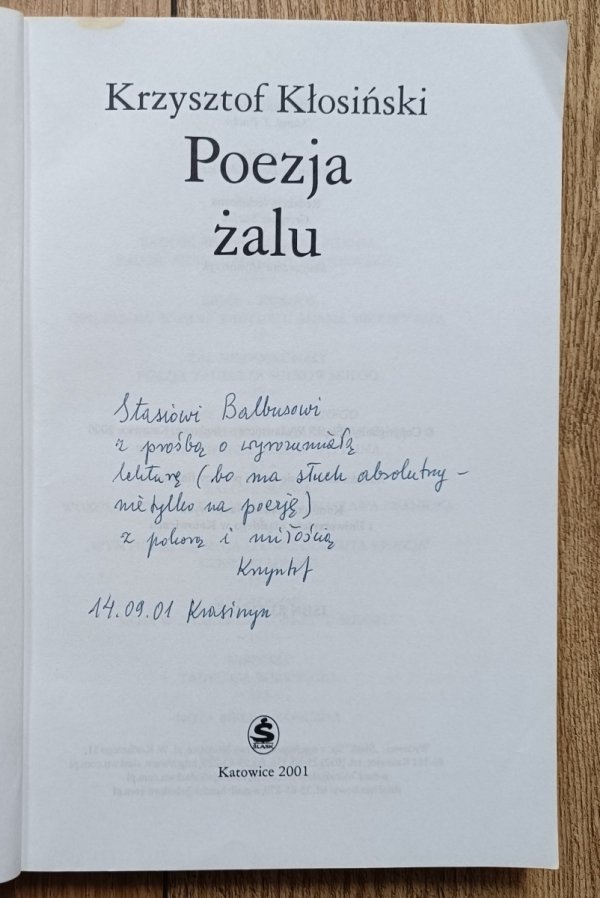 Krzysztof Kłosiński
Poezja
żalu
Stasiowi Balbusowi
z prośbą o wyrozumiałą
lekturę (bo ma słuch absolutny –
nie tylko na poezję)
z pokorą i miłością
Krzysztof
14.09.01 Krasiczyn
ŚLĄSK
Katowice 2001